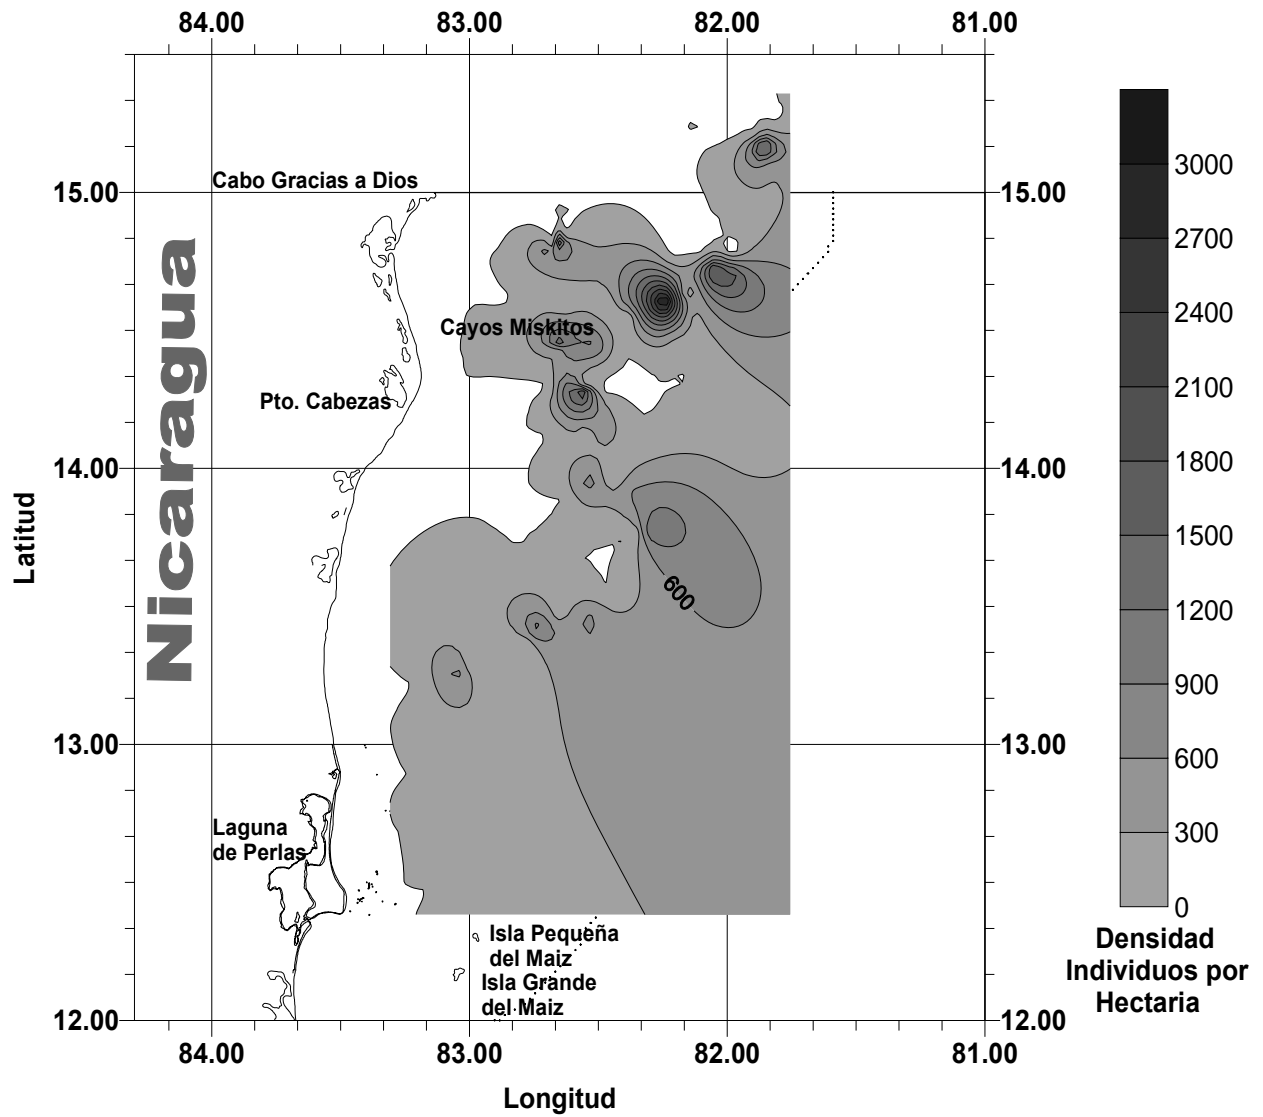 84.00
83.00
82.00
81.00
Cabo Gracias a Dios
15.00
15.00
3000
2700
2400
2100
1800
1500
1200
900
600
300
0
Cayos Miskitos
Pto. Cabezas
Nicaragua
14.00
14.00
Latitud
600
13.00
13.00
Laguna
de Perlas
Isla Pequeña
del Maiz
Isla Grande
del Maiz
Densidad
Individuos por
Hectaria
12.00
12.00
84.00
83.00
82.00
81.00
Longitud